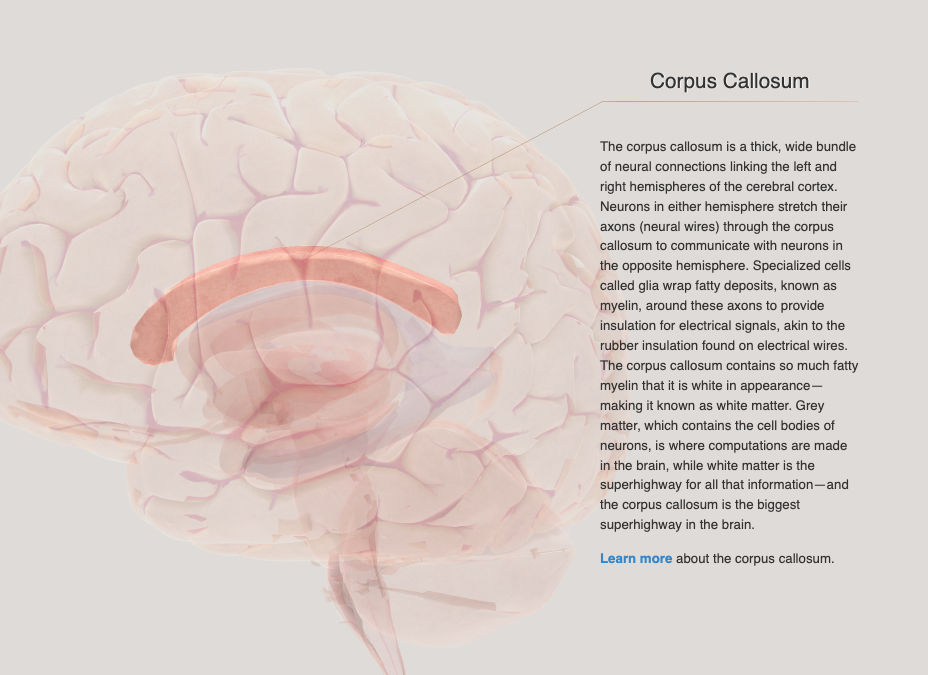 Corpus Callosum
The corpus callosum is a thick, wide bundle
of neural connections linking the left and
right hemispheres of the cerebral cortex.
Neurons in either hemisphere stretch their
axons (neural wires) through the corpus
callosum to communicate with neurons in
the opposite hemisphere. Specialized cells
called glia wrap fatty deposits, known as
myelin, around these axons to provide
insulation for electrical signals, akin to the
rubber insulation found on electrical wires.
The corpus callosum contains so much fatty
myelin that it is white in appearance—
making it known as white matter. Grey
matter, which contains the cell bodies of
neurons, is where computations are made
in the brain, while white matter is the
superhighway for all that information—and
the corpus callosum is the biggest
superhighway in the brain.
Learn more about the corpus callosum.